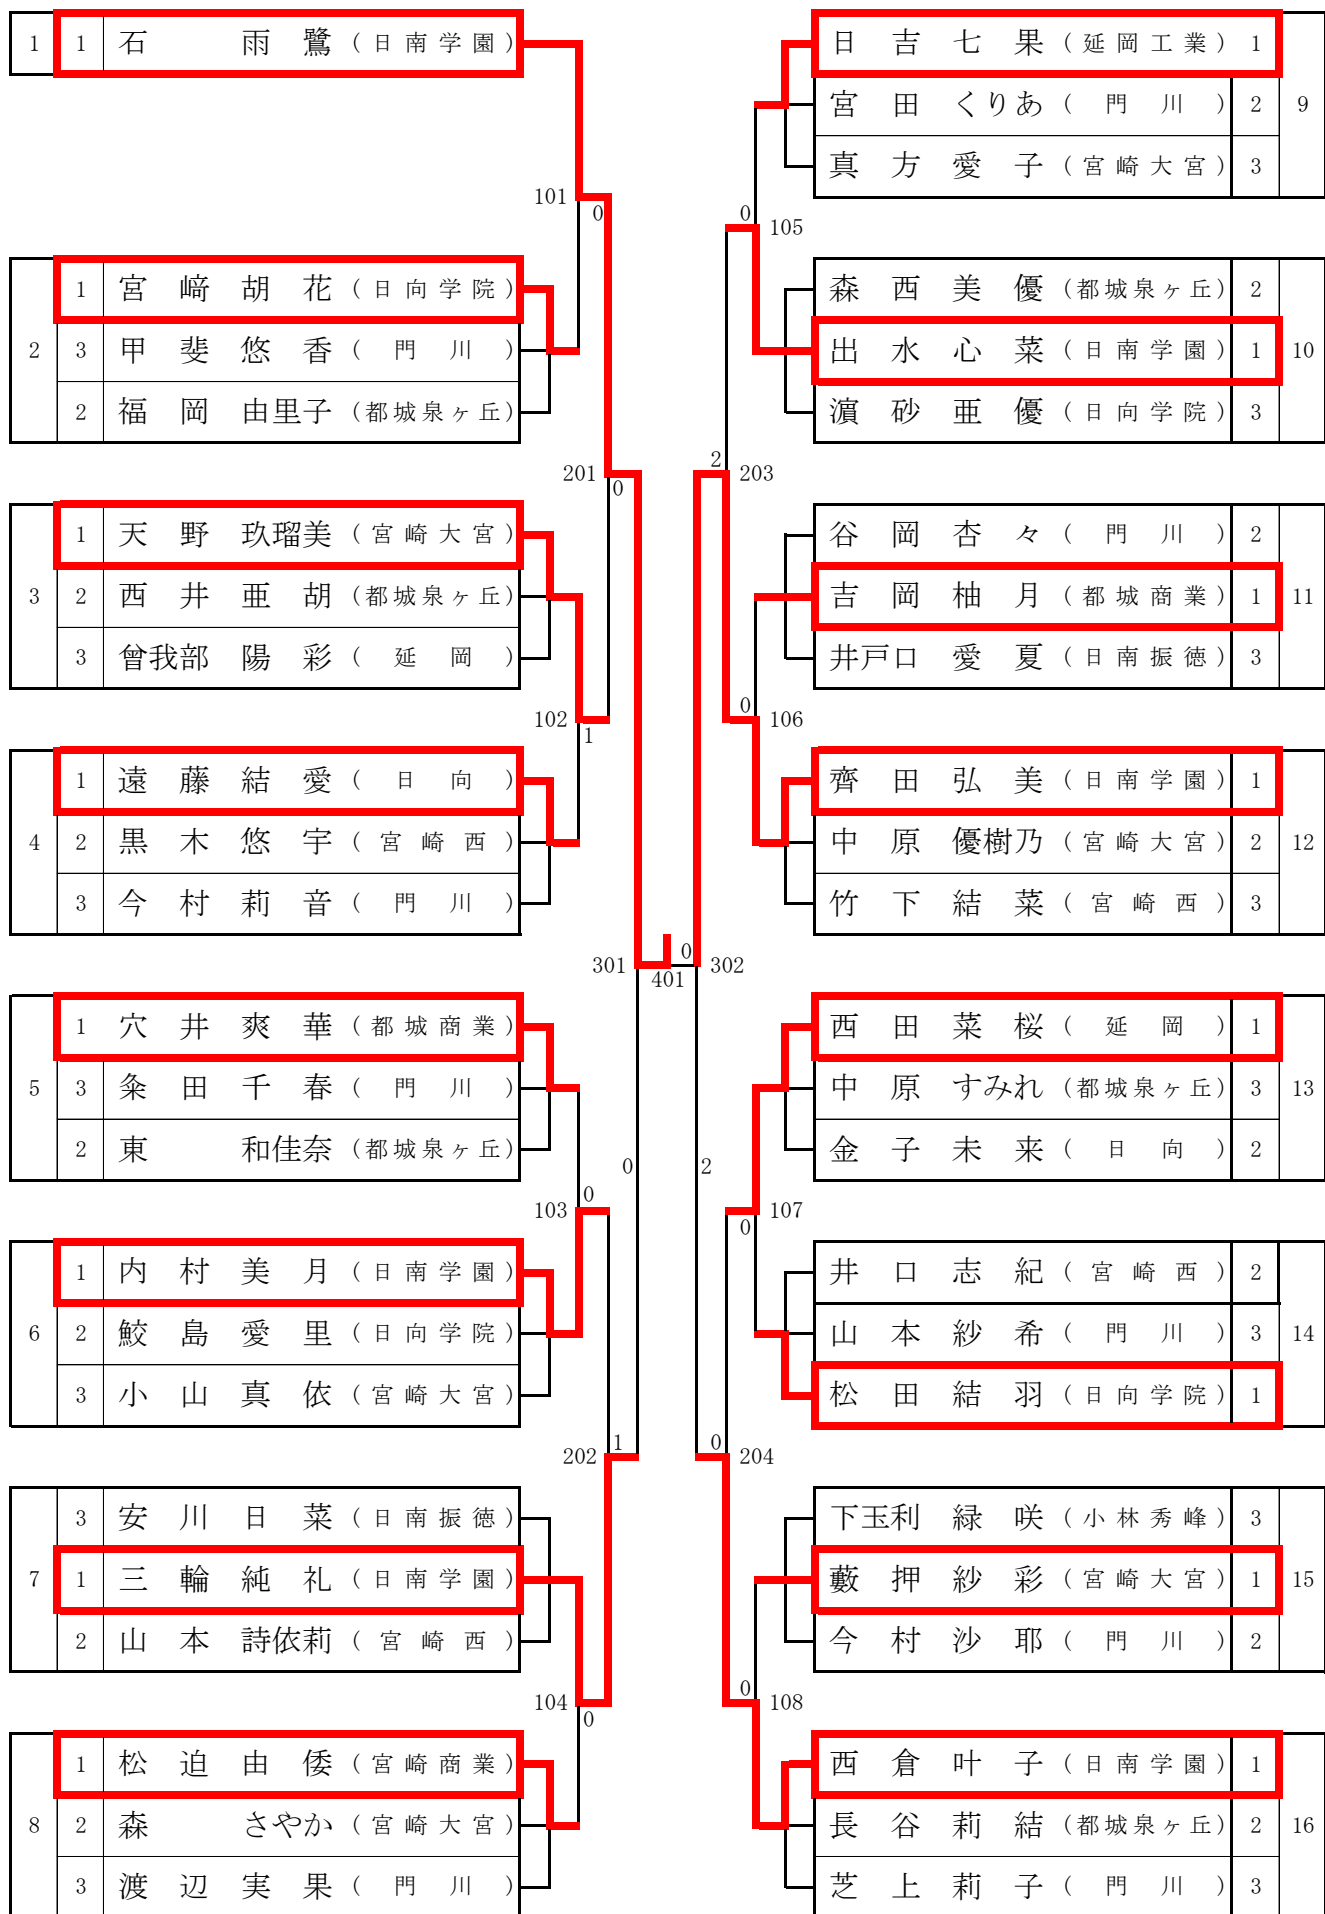 1 1 石 雨鷺 (日南学園)
101
0
2
1 宮﨑胡花 (日向学院)
3 甲斐悠香 (門川)
2 福岡由里子 (都城泉ヶ丘)
201
0
3
1 天野玖瑠美 (宮崎大宮)
2 西井亜胡 (都城泉ヶ丘)
3 曾我部陽彩 (延岡)
102
1
4
1 遠藤結愛 (日向)
2 黒木悠宇 (宮崎西)
3 今村莉音 (門川)
301
401
0
302
5
1 穴井爽華 (都城商業)
3 粂田千春 (門川)
2 東 和佳奈 (都城泉ヶ丘)
0
2
103
0
6
1 内村美月 (日南学園)
2 鮫島愛里 (日向学院)
3 小山真依 (宮崎大宮)
202
1
7
3 安川日菜 (日南振徳)
1 三輪純礼 (日南学園)
2 山本詩依莉 (宮崎西)
104
0
8
1 松迫由倭 (宮崎商業)
2 森 さやか (宮崎大宮)
3 渡辺実果 (門川)
日吉七果 (延岡工業) 1
宮田くりあ (門川) 2
真方愛子 (宮崎大宮) 3
9
0
105
森西美優 (都城泉ヶ丘) 2
出水心菜 (日南学園) 1
濵砂亜優 (日向学院) 3
10
2
203
谷岡杏々 (門川) 2
吉岡柚月 (都城商業) 1
井戸口愛夏 (日南振徳) 3
11
0
106
齊田弘美 (日南学園) 1
中原優樹乃 (宮崎大宮) 2
竹下結菜 (宮崎西) 3
12
西田菜桜 (延岡) 1
中原すみれ (都城泉ヶ丘) 3
金子未来 (日向) 2
13
107
0
井口志紀 (宮崎西) 2
山本紗希 (門川) 3
松田結羽 (日向学院) 1
14
0
204
下玉利緑咲 (小林秀峰) 3
藪押紗彩 (宮崎大宮) 1
今村沙耶 (門川) 2
15
0
108
西倉叶子 (日南学園) 1
長谷莉結 (都城泉ヶ丘) 2
芝上莉子 (門川) 3
16